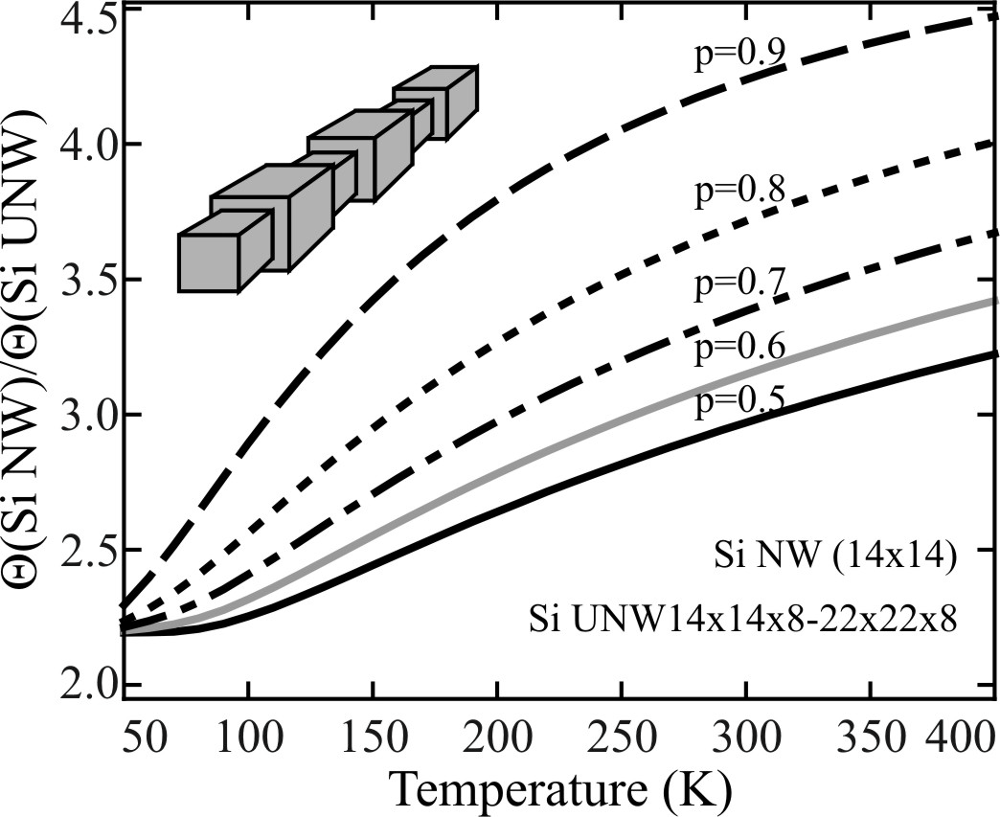 Θ(Si NW)/Θ(Si UNW)
4.5
4.0
3.5
3.0
2.5
2.0
p=0.9
p=0.8
p=0.7
p=0.6
p=0.5
Si NW (14x14)
Si UNW14x14x8-22x22x8
50 100 150 200 250 300 350 400
Temperature (K)